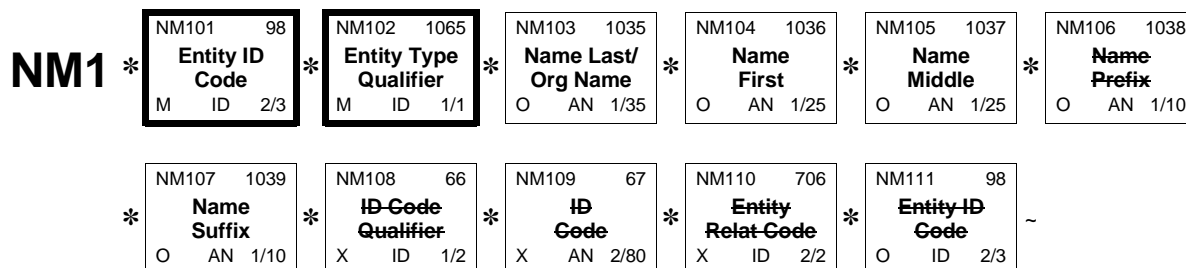 NM101 98 NM102 1065 NM103 1035 NM104 1036 NM105 1037 NM106 1038
NM1 * Entity ID Code * Entity Type Qualifier * Name Last/ Org Name * Name First * Name Middle * Name Prefix
M ID 2/3 M ID 1/1 O AN 1/35 O AN 1/25 O AN 1/25 O AN 1/10
NM107 1039 NM108 66 NM109 67 NM110 706 NM111 98
* Name Suffix * ID Code Qualifier * ID Code * Entity Relat Code * Entity ID Code ~
O AN 1/10 X ID 1/2 X AN 2/80 X ID 2/2 O ID 2/3